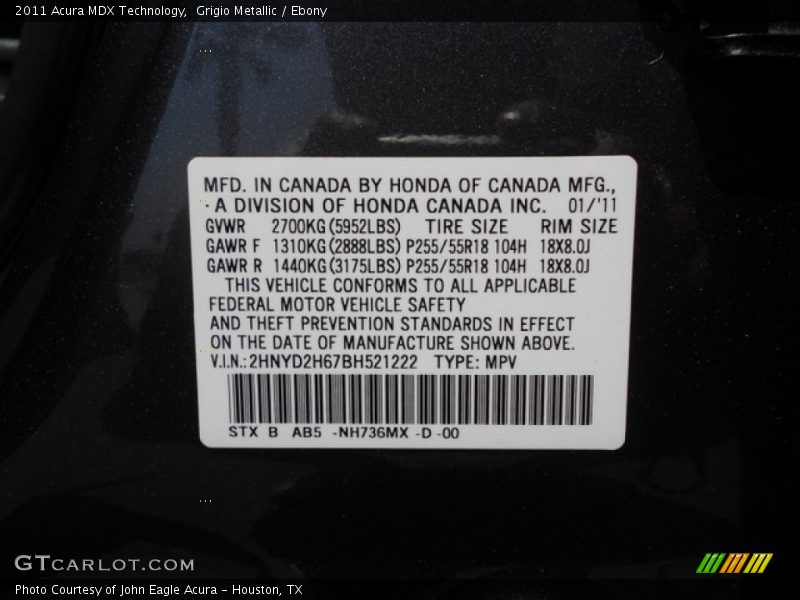 2011 Acura MDX Technology, Grigio Metallic / Ebony
MFD. IN CANADA BY HONDA OF CANADA MFG.,
A DIVISION OF HONDA CANADA INC. 01/'11
GVWR 2700KG(5952LBS) TIRE SIZE RIM SIZE
GAWR F 1310KG(2888LBS) P255/55R18 104H 18X8.0J
GAWR R 1440KG(3175LBS) P255/55R18 104H 18X8.0J
THIS VEHICLE CONFORMS TO ALL APPLICABLE
FEDERAL MOTOR VEHICLE SAFETY
AND THEFT PREVENTION STANDARDS IN EFFECT
ON THE DATE OF MANUFACTURE SHOWN ABOVE.
V.I.N.:2HNYD2H67BH521222 TYPE: MPV
STX B AB5 -NH736MX -D -00
GTCARLOT.COM
Photo Courtesy of John Eagle Acura - Houston, TX